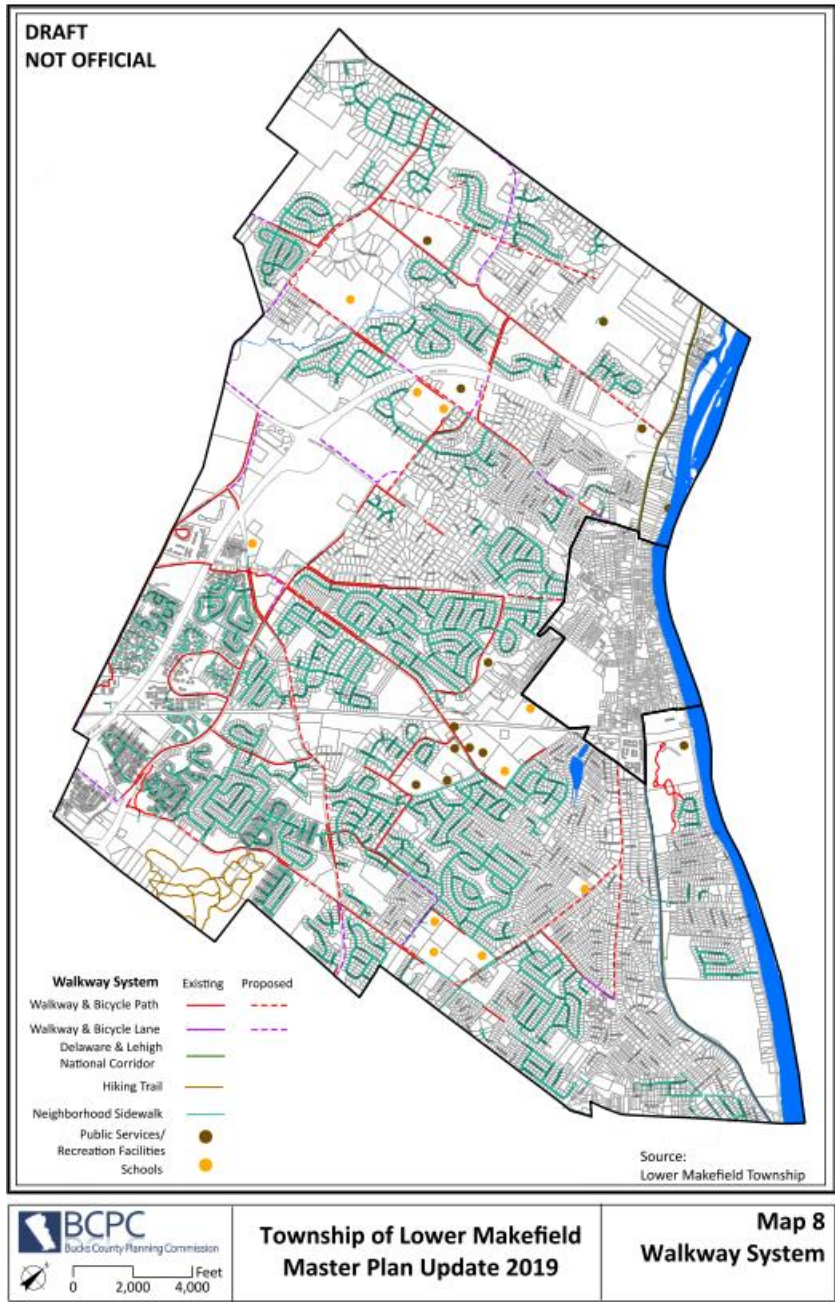 DRAFT
NOT OFFICIAL
Walkway System Existing Proposed
Walkway & Bicycle Path
Walkway & Bicycle Lane
Delaware & Lehigh
National Corridor
Hiking Trail
Neighborhood Sidewalk
Public Services/
Recreation Facilities
Schools
Source:
Lower Makefield Township
BCPC
Bucks County Planning Commission
Feet
0 2,000 4,000
Township of Lower Makefield
Master Plan Update 2019
Map 8
Walkway System